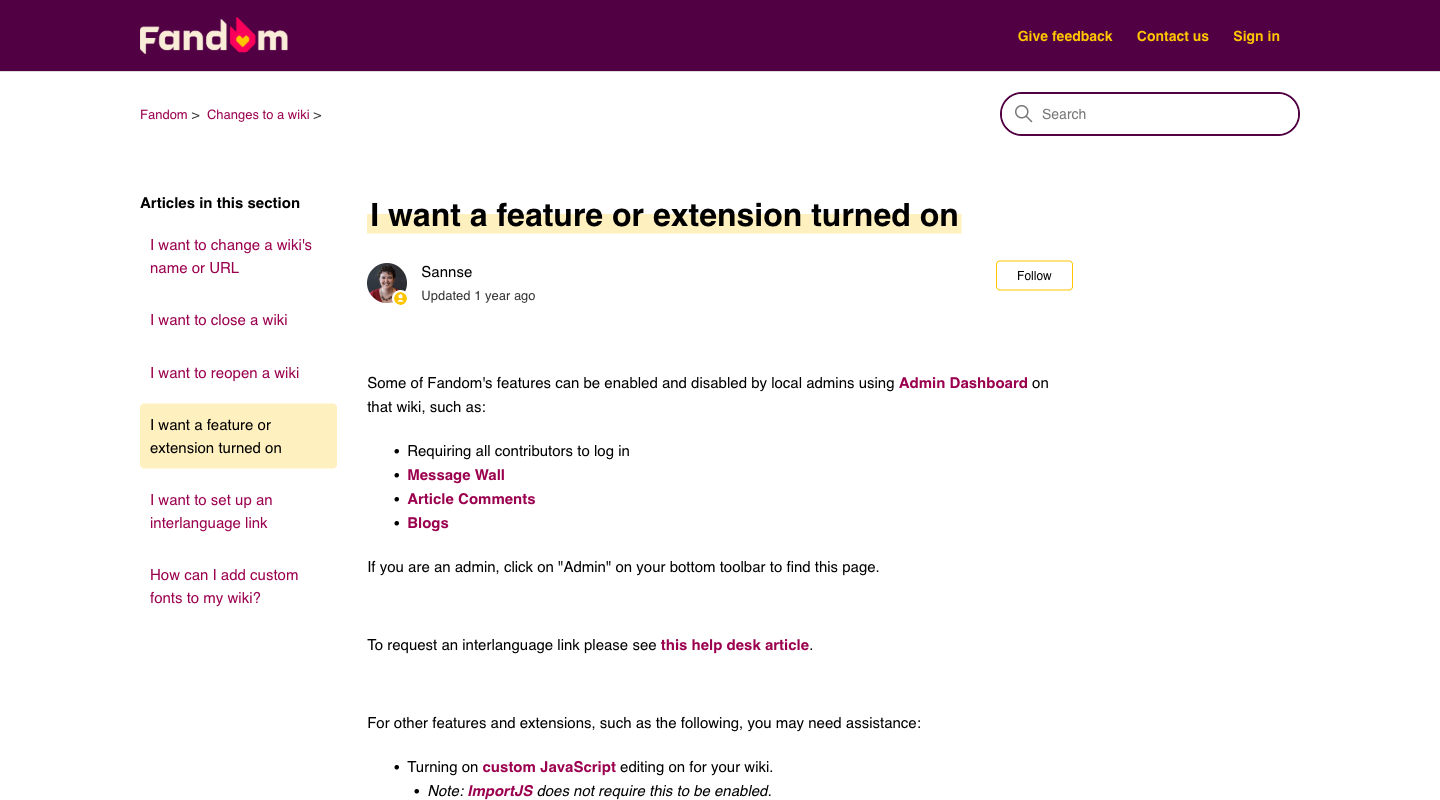 Fandom
Give feedback
Contact us
Sign in
Fandom >
Changes to a wiki >
Search
Articles in this section
I want to change a wiki's
name or URL
I want to close a wiki
I want to reopen a wiki
I want a feature or
extension turned on
I want to set up an
interlanguage link
How can I add custom
fonts to my wiki?
I want a feature or extension turned on
Sannse
Updated 1 year ago
Follow
Some of Fandom's features can be enabled and disabled by local admins using Admin Dashboard on
that wiki, such as:
• Requiring all contributors to log in
• Message Wall
• Article Comments
• Blogs
If you are an admin, click on "Admin" on your bottom toolbar to find this page.
To request an interlanguage link please see this help desk article.
For other features and extensions, such as the following, you may need assistance:
• Turning on custom JavaScript editing on for your wiki.
• Note: ImportJS does not require this to be enabled.